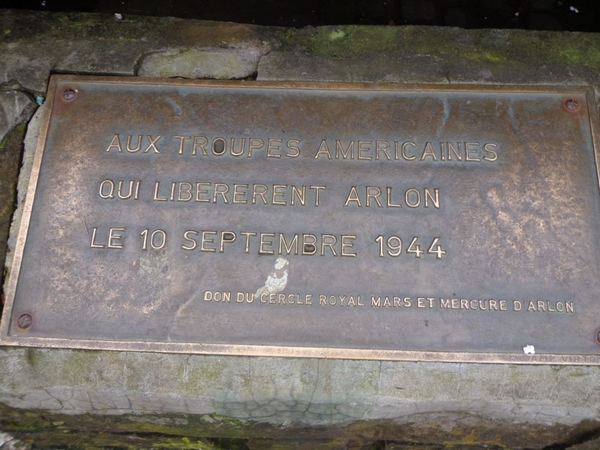 AUX TROUPES AMERICAINES
QUI LIBERERENT ARLON
LE 10 SEPTEMBRE 1944
DON DU CERCLE ROYAL MARS ET MERCURE D ARLON